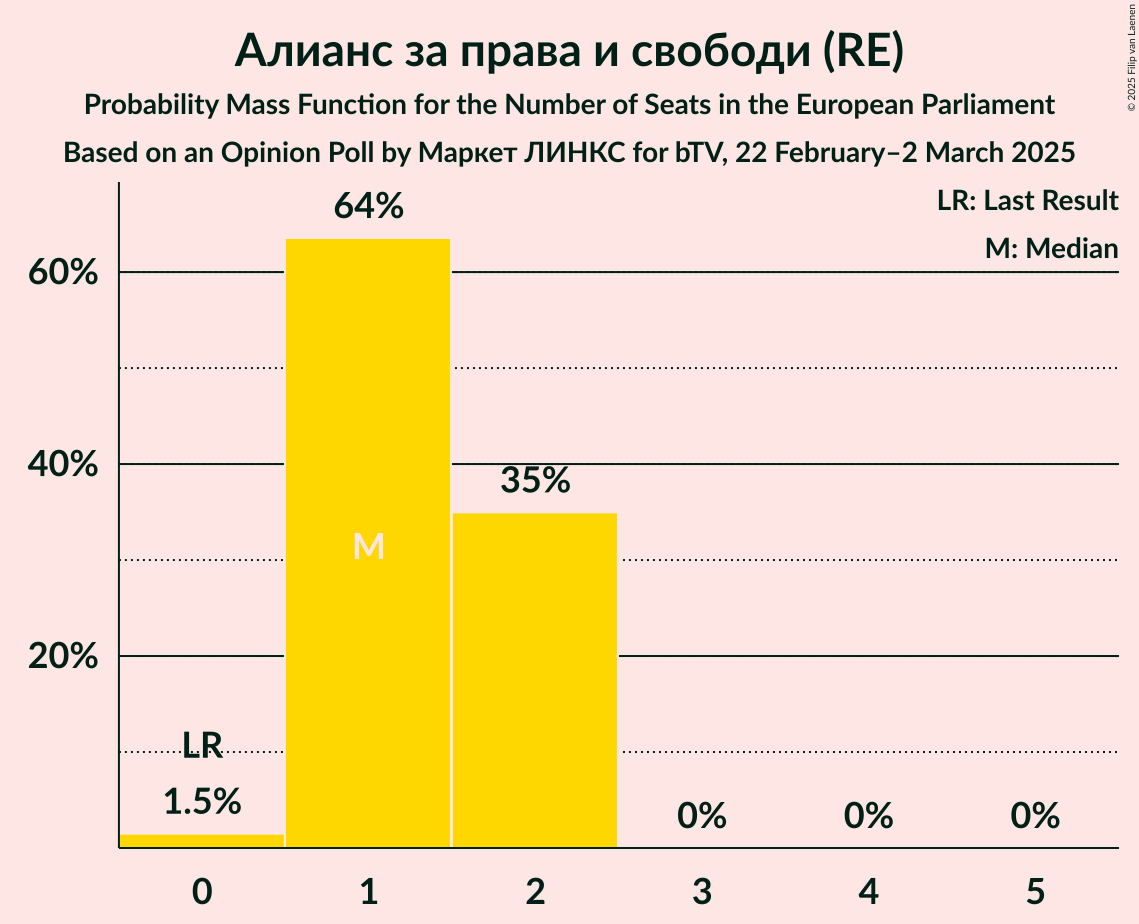 Алианс за права и свободи (RE)
Probability Mass Function for the Number of Seats in the European Parliament
Based on an Opinion Poll by Маркет ЛИНКС for bTV, 22 February–2 March 2025
© 2025 Filip van Laenen
LR: Last Result
M: Median
64%
60%
40%
35%
M
20%
LR
1.5%
0%
0%
0%
0
1
2
3
4
5